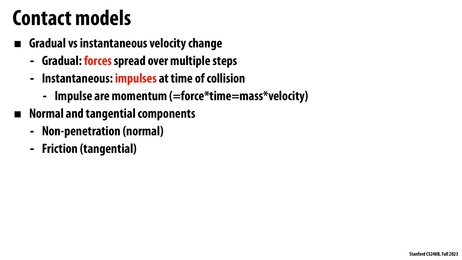 Contact models
■ Gradual vs instantaneous velocity change
- Gradual: forces spread over multiple steps
- Instantaneous: impulses at time of collision
- Impulse are momentum (=force*time=mass*velocity)
■ Normal and tangential components
- Non-penetration (normal)
- Friction (tangential)
Stanford CS248B, Fall 2023